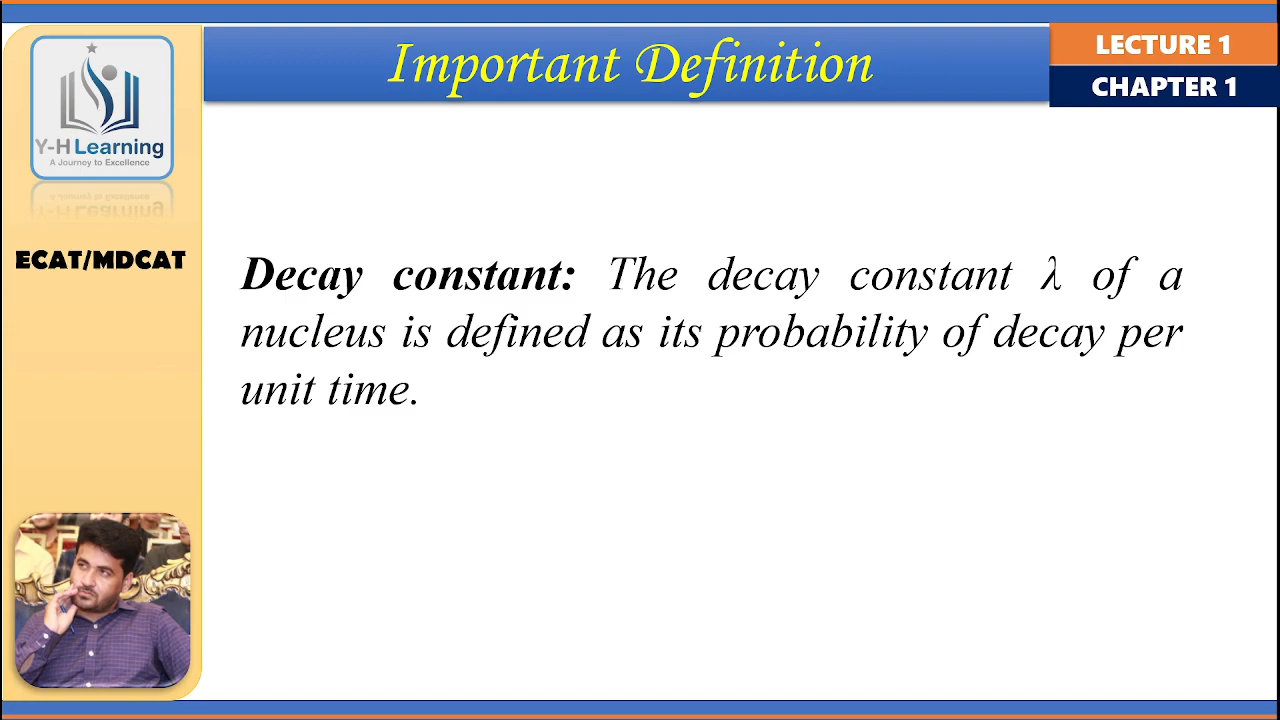 Important Definition
LECTURE 1
CHAPTER 1
Y-H Learning
A Journey to Excellence
ECAT/MDCAT
Decay constant: The decay constant λ of a
nucleus is defined as its probability of decay per
unit time.